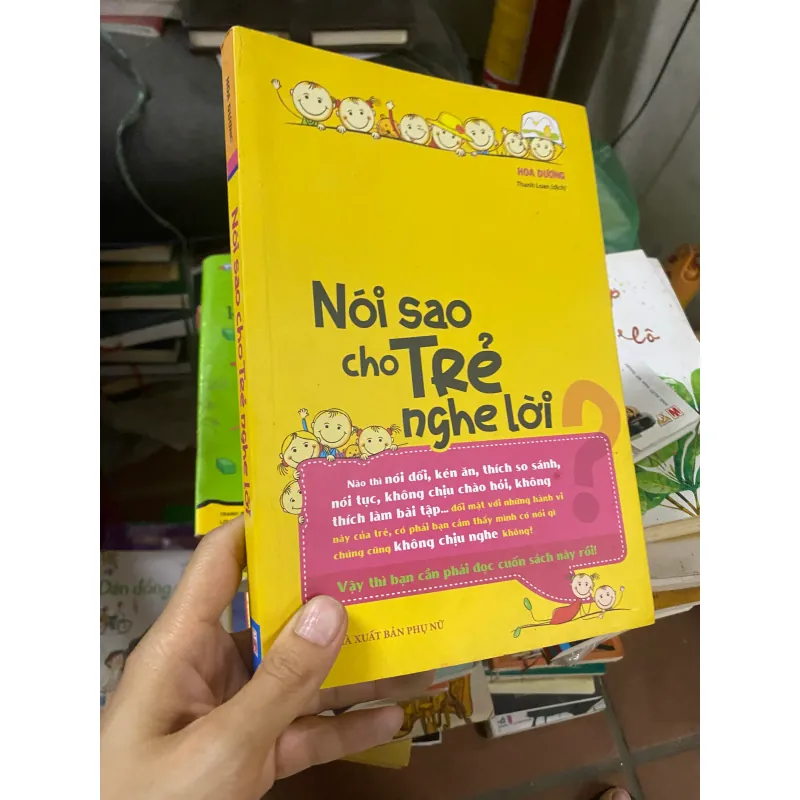 HOA DƯƠNG
Thanh Loan (dịch)
Nói sao
cho TRẺ
nghe lời
?
Nào thì nói dối, kén ăn, thích so sánh,
nói tục, không chịu chào hỏi, không
thích làm bài tập... đối mặt với những hành vi
này của trẻ, có phải bạn cảm thấy mình có nói gì
chúng cũng không chịu nghe không?
Vậy thì bạn cần phải đọc cuốn sách này rồi!
XUẤT BẢN PHỤ NỮ
HOA DƯƠNG
Nói sao cho TRẺ nghe lời
Dán